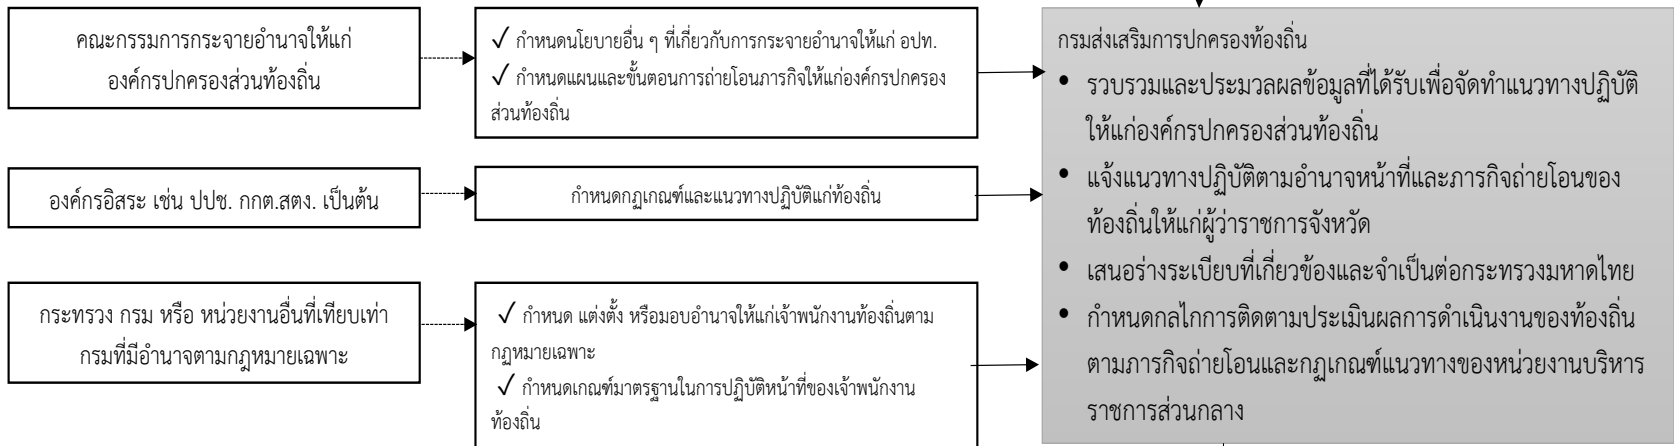 คณะกรรมการกระจายอำนาจให้แก่
องค์กรปกครองส่วนท้องถิ่น
✓ กำหนดนโยบายอื่น ๆ ที่เกี่ยวกับการกระจายอำนาจให้แก่ อปท.
✓ กำหนดแผนและขั้นตอนการถ่ายโอนภารกิจให้แก่องค์กรปกครอง
ส่วนท้องถิ่น
องค์กรอิสระ เช่น ปปช. กกต.สตง. เป็นต้น
กำหนดกฏเกณฑ์และแนวทางปฏิบัติแก่ท้องถิ่น
กระทรวง กรม หรือ หน่วยงานอื่นที่เทียบเท่า
กรมที่มีอำนาจตามกฎหมายเฉพาะ
✓ กำหนด แต่งตั้ง หรือมอบอำนาจให้แก่เจ้าพนักงานท้องถิ่นตาม
กฎหมายเฉพาะ
✓ กำหนดเกณฑ์มาตรฐานในการปฏิบัติหน้าที่ของเจ้าพนักงาน
ท้องถิ่น
กรมส่งเสริมการปกครองท้องถิ่น
• รวบรวมและประมวลผลข้อมูลที่ได้รับเพื่อจัดทำแนวทางปฏิบัติ
ให้แก่องค์กรปกครองส่วนท้องถิ่น
• แจ้งแนวทางปฏิบัติตามอำนาจหน้าที่และภารกิจถ่ายโอนของ
ท้องถิ่นให้แก่ผู้ว่าราชการจังหวัด
• เสนอร่างระเบียบที่เกี่ยวข้องและจำเป็นต่อกระทรวงมหาดไทย
• กำหนดกลไกการติดตามประเมินผลการดำเนินงานของท้องถิ่น
ตามภารกิจถ่ายโอนและกฏเกณฑ์แนวทางของหน่วยงานบริหาร
ราชการส่วนกลาง